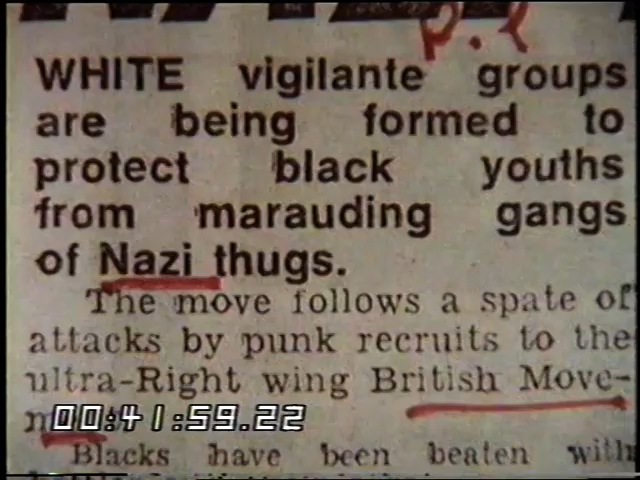 p.1
WHITE vigilante groups
are being formed to
protect black youths
from marauding gangs
of Nazi thugs.
The move follows a spate of
attacks by punk recruits to the
ultra-Right wing British Move-
00:41:59.22
Blacks have been beaten with